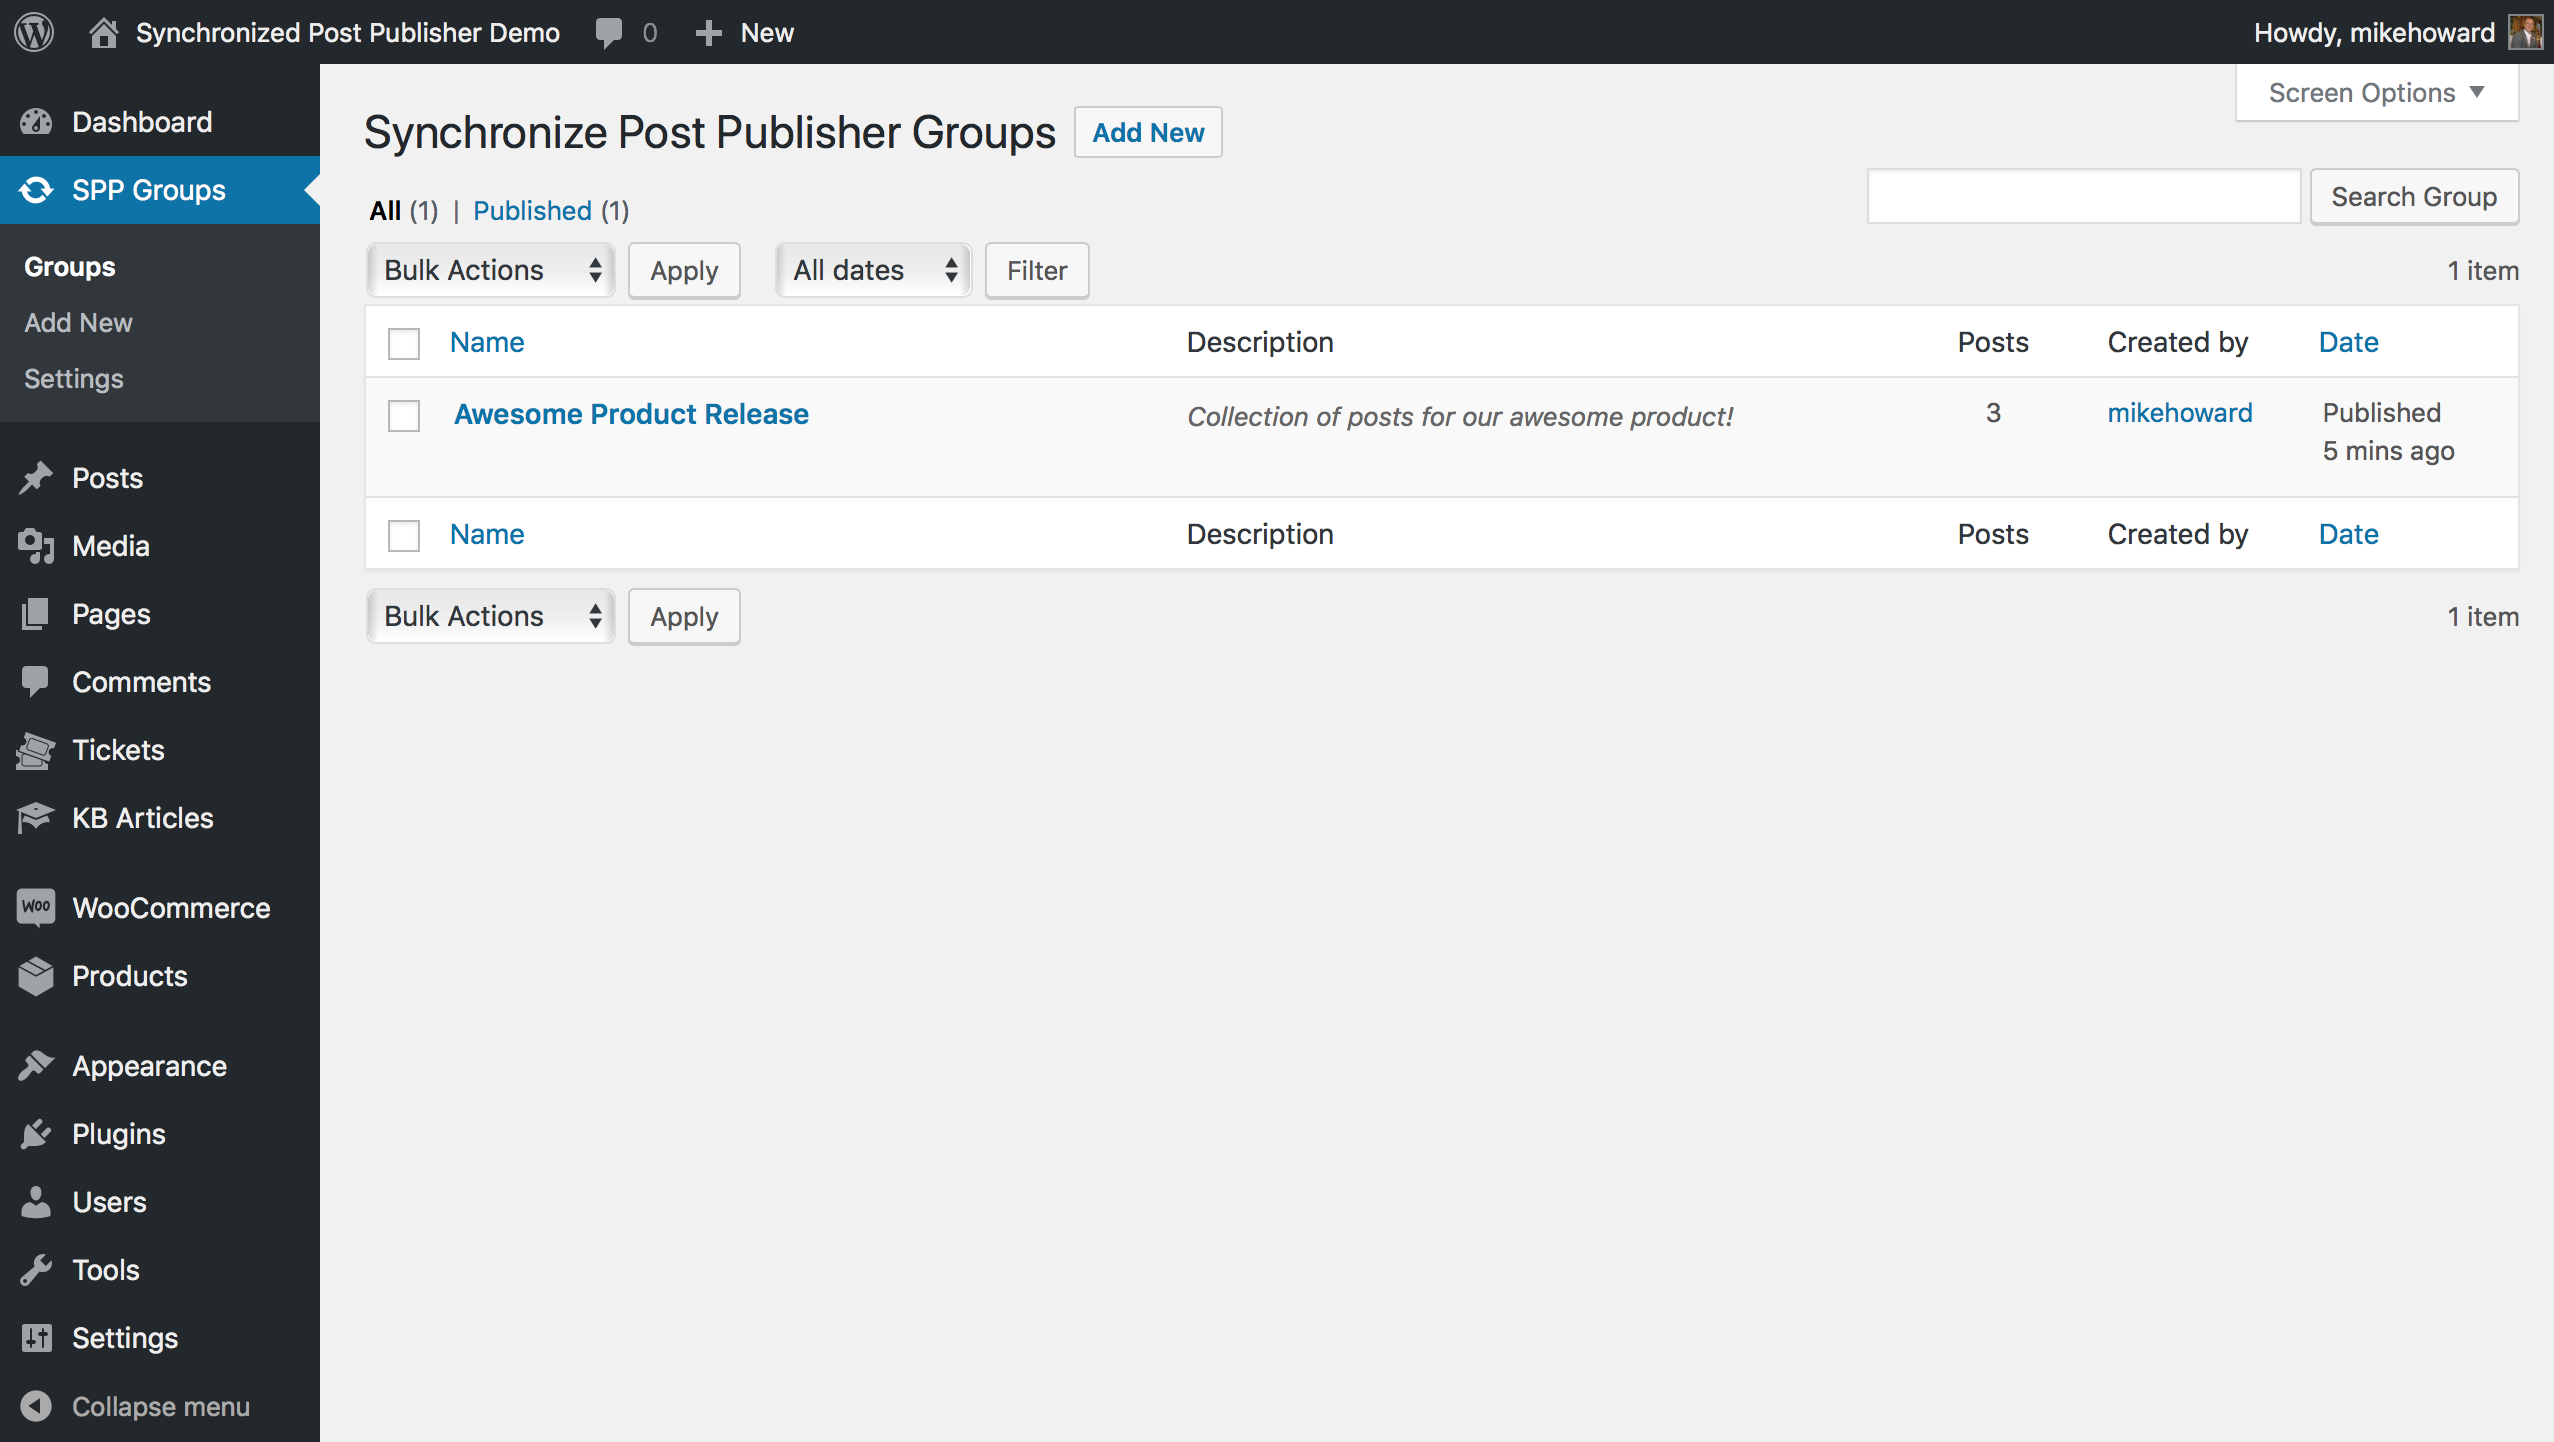 Synchronized Post Publisher Demo 0 New Howdy, mikehoward
Screen Options
Dashboard
SPP Groups
Groups
Add New
Settings
Posts
Media
Pages
Comments
Tickets
KB Articles
Woo WooCommerce
Products
Appearance
Plugins
Users
Tools
Settings
Collapse menu
Synchronize Post Publisher Groups Add New
All (1) | Published (1)
Search Group
Bulk Actions Apply All dates Filter 1 item
Name Description Posts Created by Date
Awesome Product Release Collection of posts for our awesome product! 3 mikehoward Published
5 mins ago
Name Description Posts Created by Date
Bulk Actions Apply 1 item